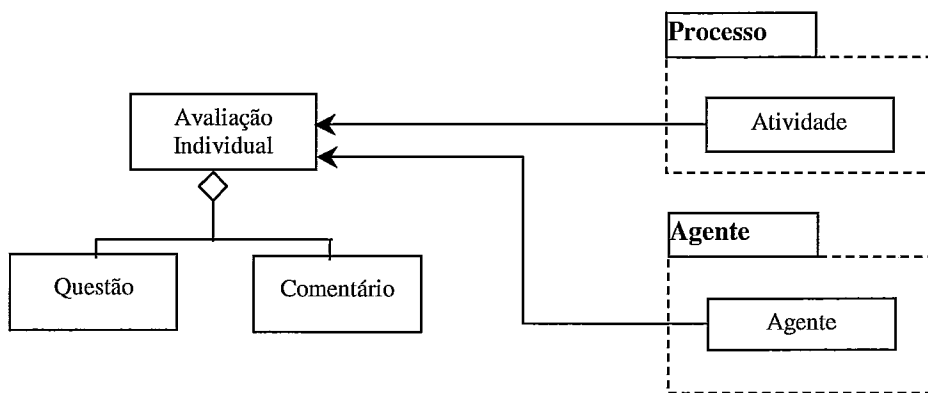 Processo
Avaliação
Individual
Atividade
Agente
Questão
Comentário
Agente